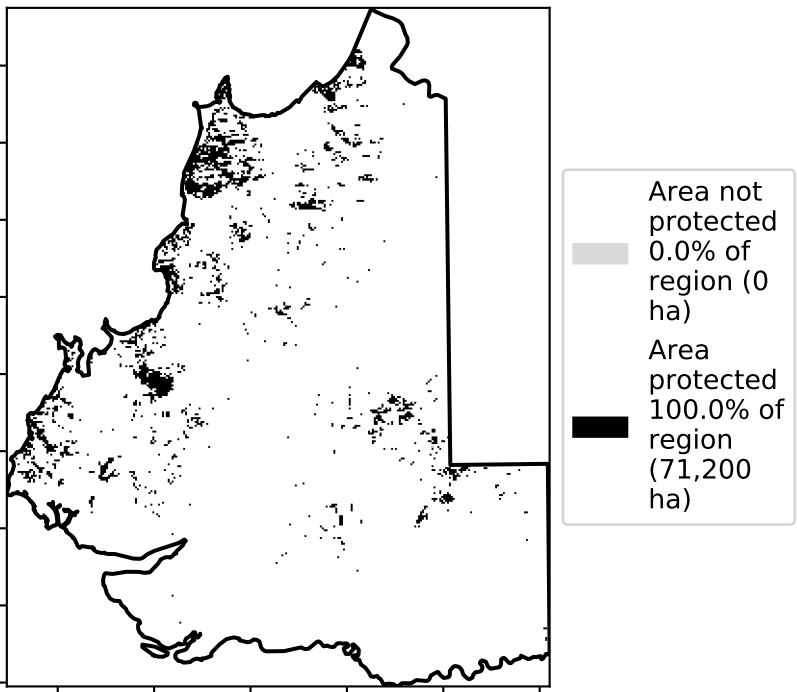 Area not
protected
0.0% of
region (0
ha)
Area
protected
100.0% of
region
(71,200
ha)